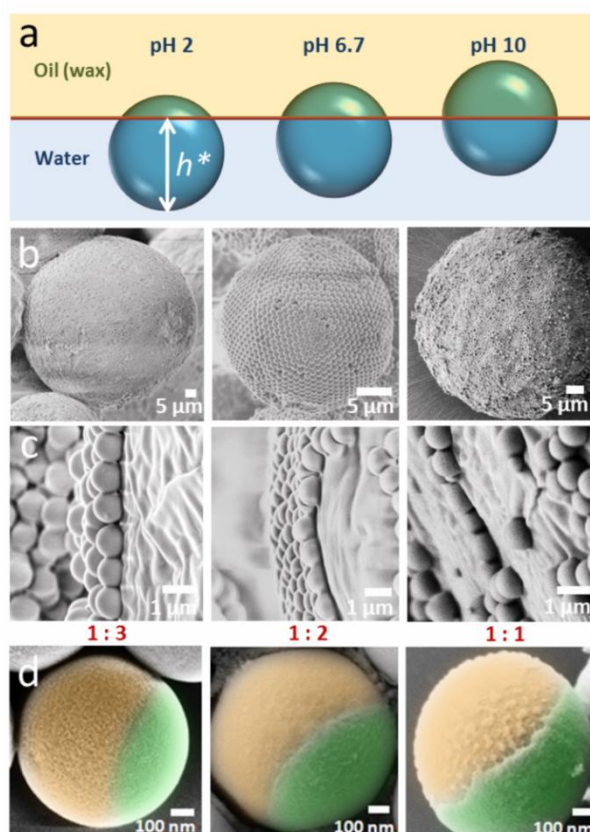 a
pH 2 pH 6.7 pH 10
Oil (wax)
Water
h*
b
5 µm 5 µm 5 µm
c
1 µm 1 µm 1 µm
1 : 3 1 : 2 1 : 1
d
100 nm 100 nm 100 nm